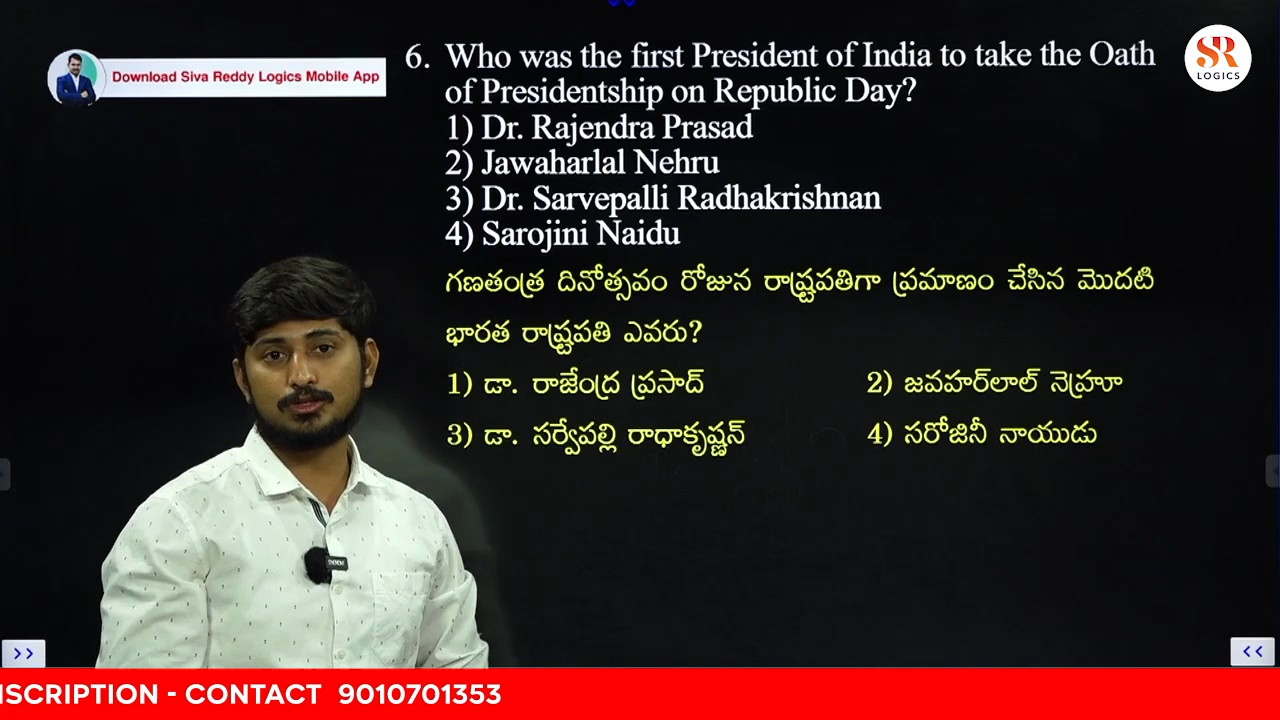 Download Siva Reddy Logics Mobile App
SR
LOGICS
6. Who was the first President of India to take the Oath
of Presidentship on Republic Day?
1) Dr. Rajendra Prasad
2) Jawaharlal Nehru
3) Dr. Sarvepalli Radhakrishnan
4) Sarojini Naidu
గణతంత్ర దినోత్సవం రోజున రాష్ట్రపతిగా ప్రమాణం చేసిన మొదటి
భారత రాష్ట్రపతి ఎవరు?
1) డా. రాజేంద్ర ప్రసాద్ 2) జవహర్‌లాల్ నెహ్రూ
3) డా. సర్వేపల్లి రాధాకృష్ణన్ 4) సరోజినీ నాయుడు
>> <<
NSCRIPTION - CONTACT 9010701353